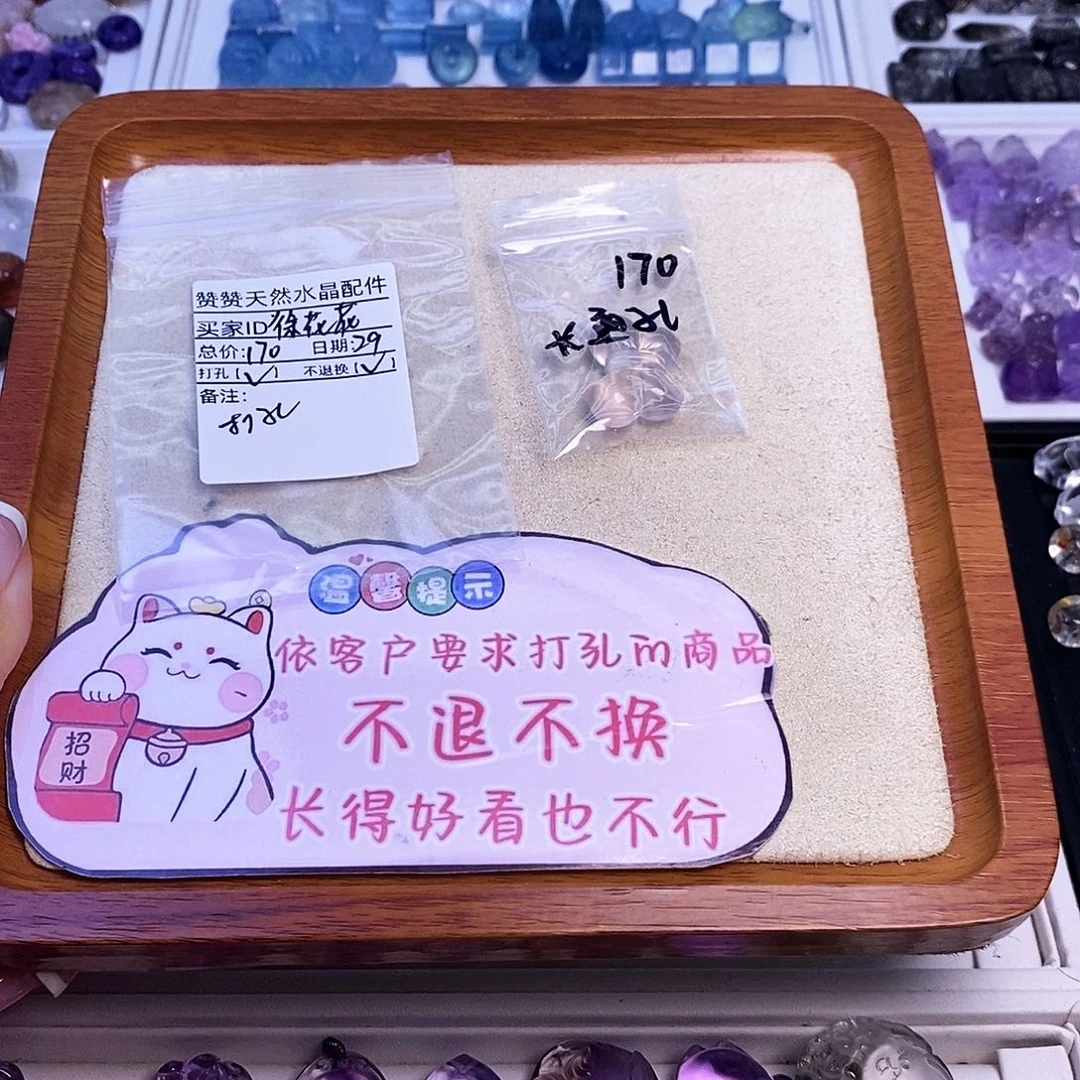 赞赞天然水晶配件
买家ID徐花花
总价:170 日期:29
打孔[✓] 不退换[✓]
备注:
打孔
170
长 孔
温馨提示
依客户要求打孔的商品
不退不换
长得好看也不行
招
财